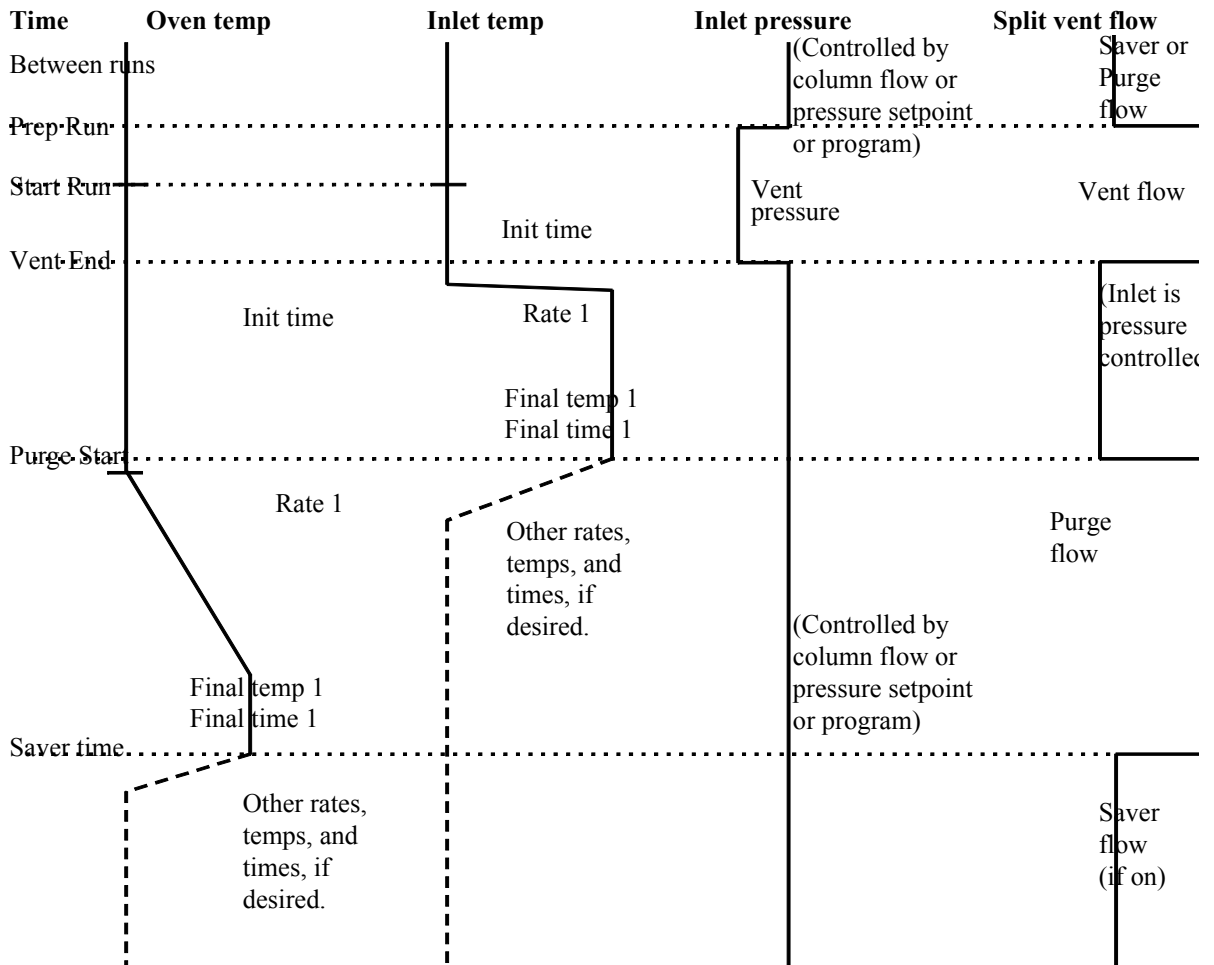 Time Oven temp Inlet temp Inlet pressure Split vent flow
Between runs
(Controlled by
column flow or
pressure setpoint
or program)
Saver or
Purge
flow
Prep Run
Start Run
Vent
pressure
Vent flow
Init time
Vent End
Init time
Rate 1
(Inlet is
pressure
controlled
Final temp 1
Final time 1
Purge Start
Rate 1
Other rates,
temps, and
times, if
desired.
Purge
flow
(Controlled by
column flow or
pressure setpoint
or program)
Final temp 1
Final time 1
Saver time
Other rates,
temps, and
times, if
desired.
Saver
flow
(if on)